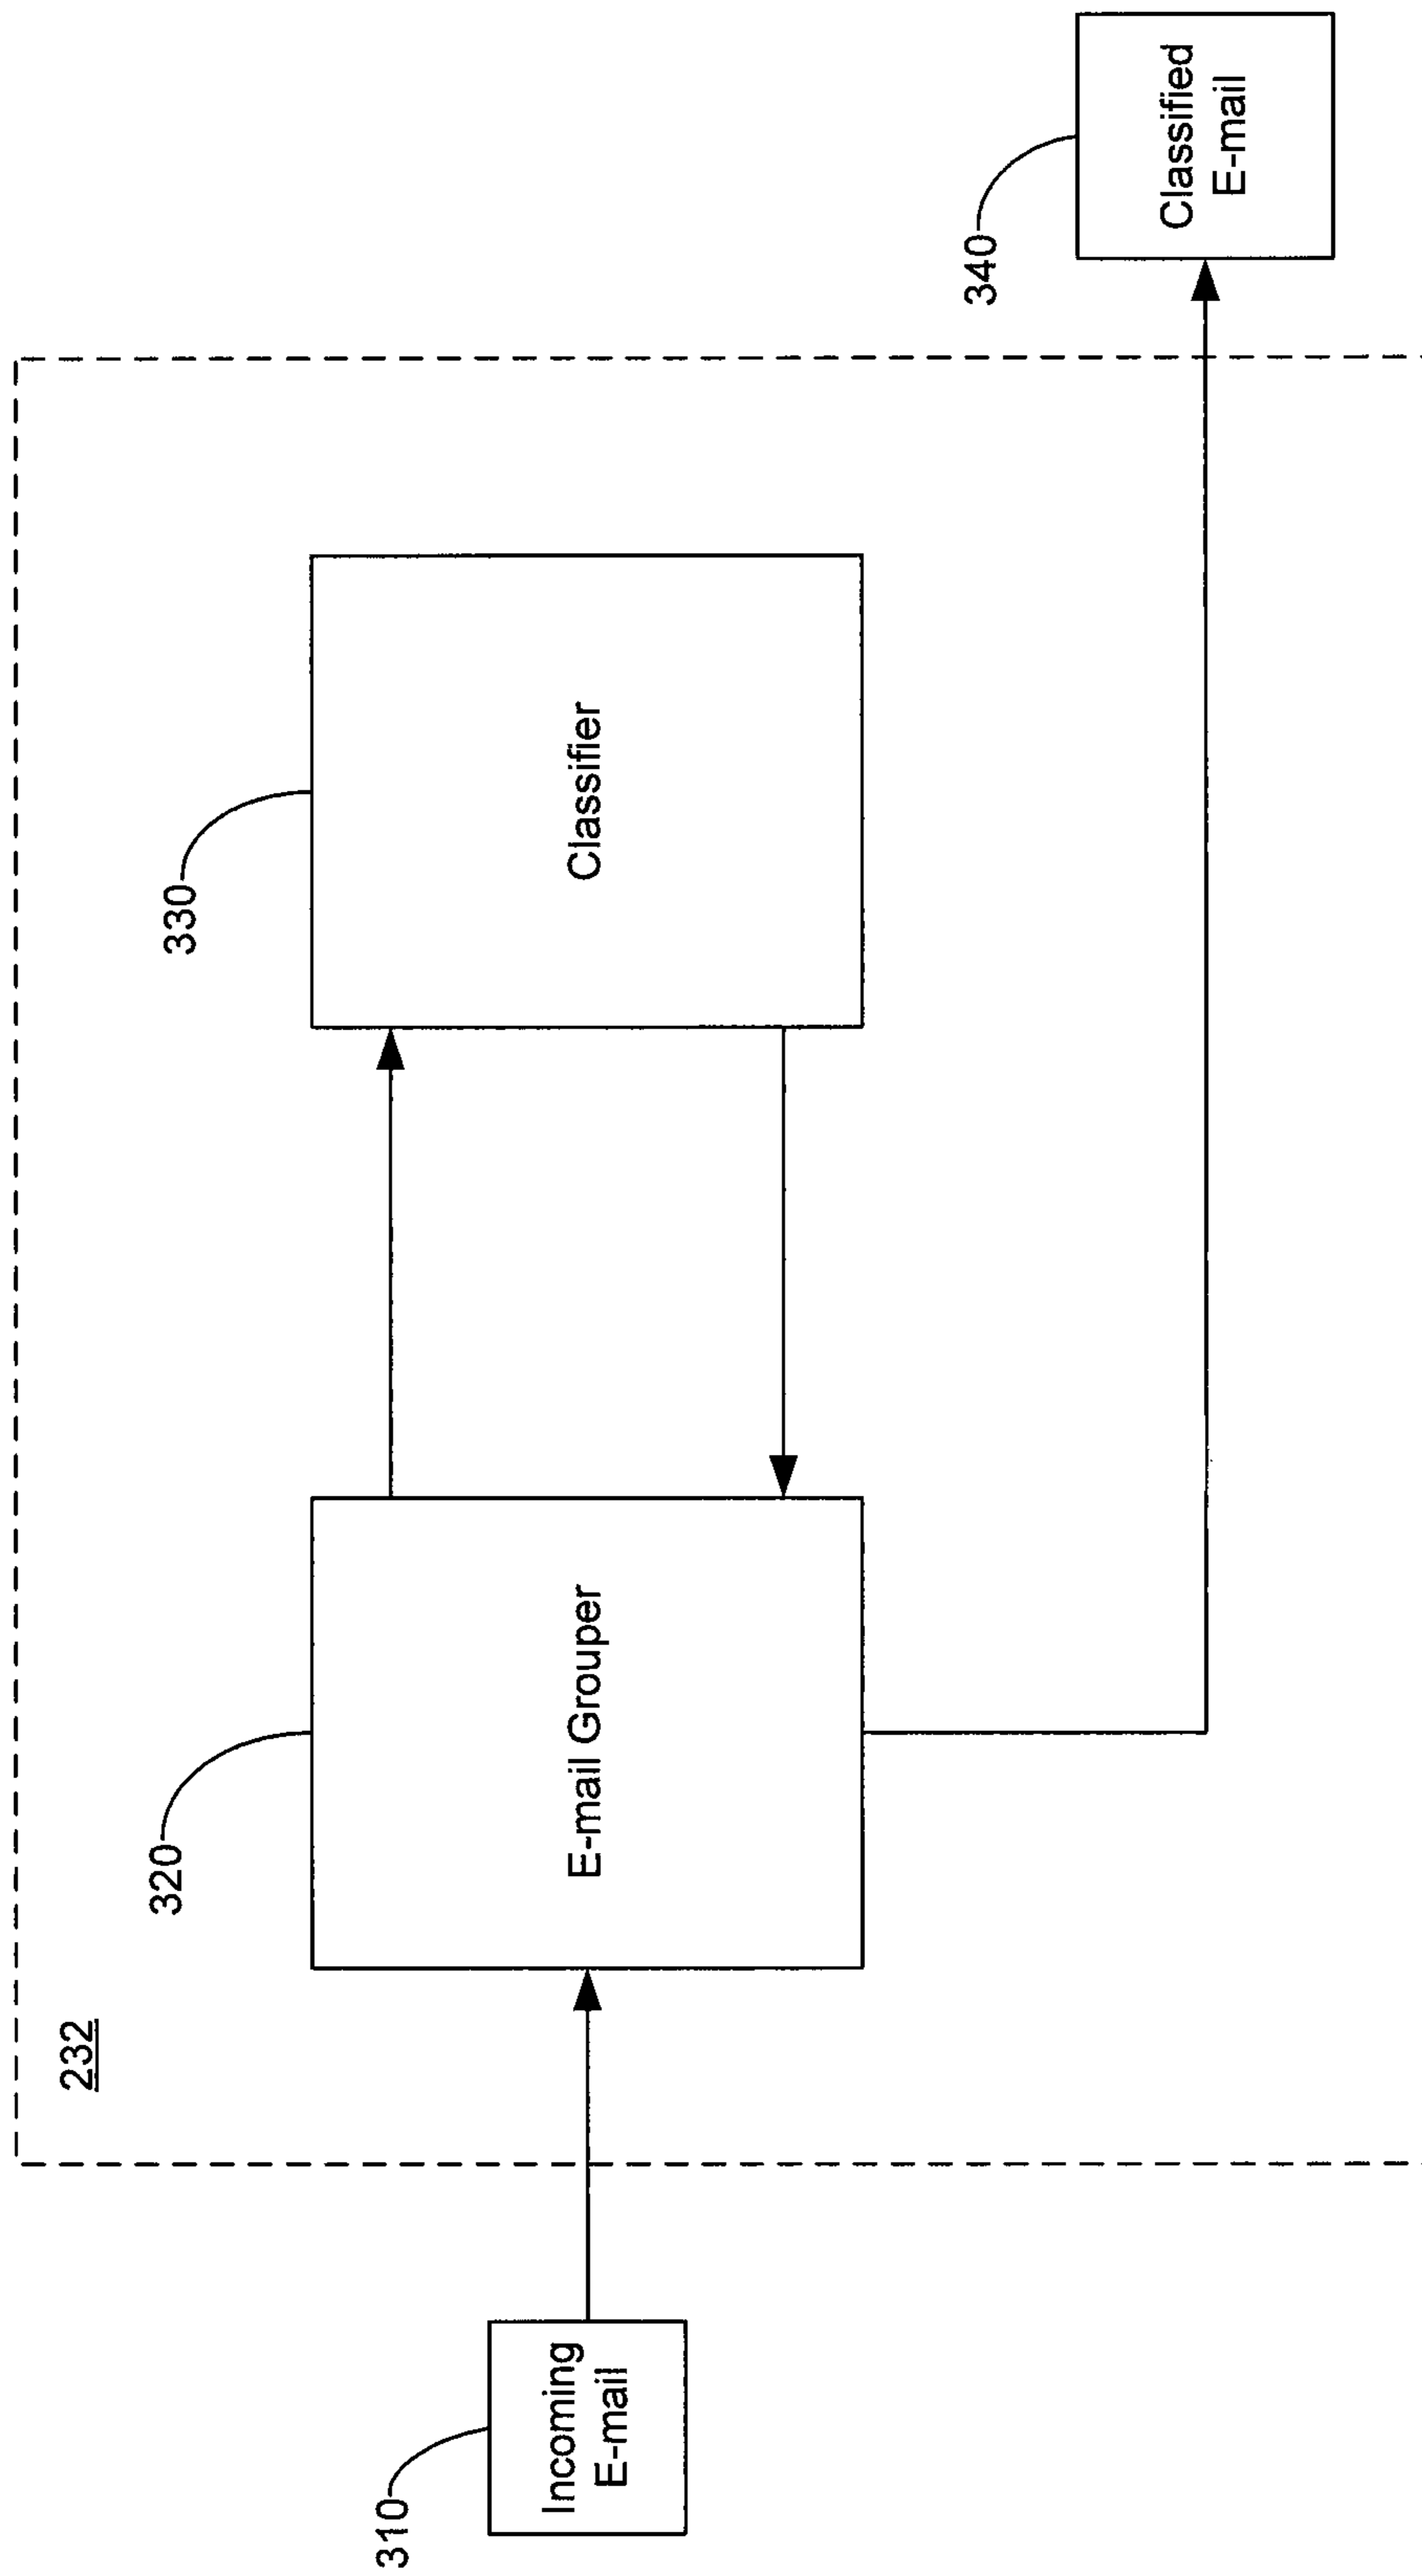 232
310
Incoming
E-mail
320
E-mail Grouper
330
Classifier
340
Classified
E-mail